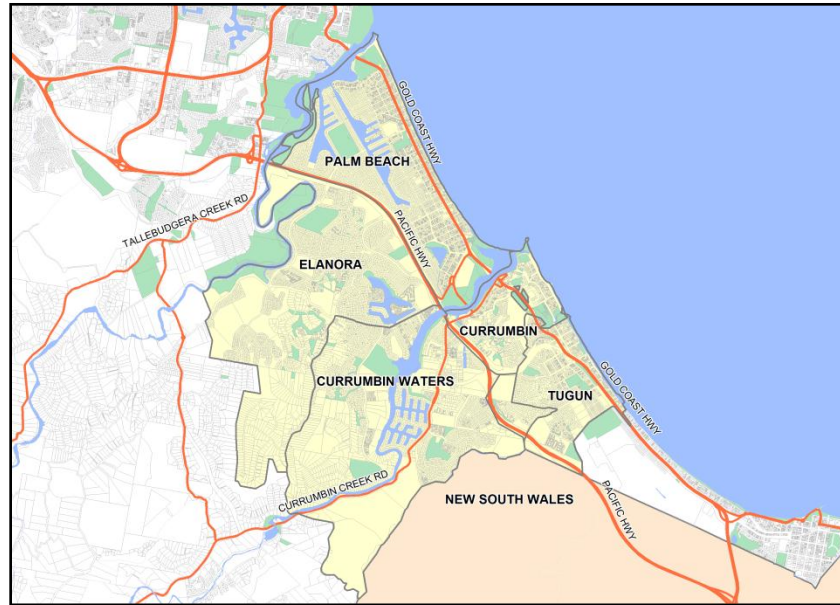 GOLD COAST HWY
PALM BEACH
TALLEBUDGERA CREEK RD
PACIFIC HWY
ELANORA
CURRUMBIN
CURRUMBIN WATERS
TUGUN
GOLD COAST HWY
CURRUMBIN CREEK RD
NEW SOUTH WALES
PACIFIC HWY